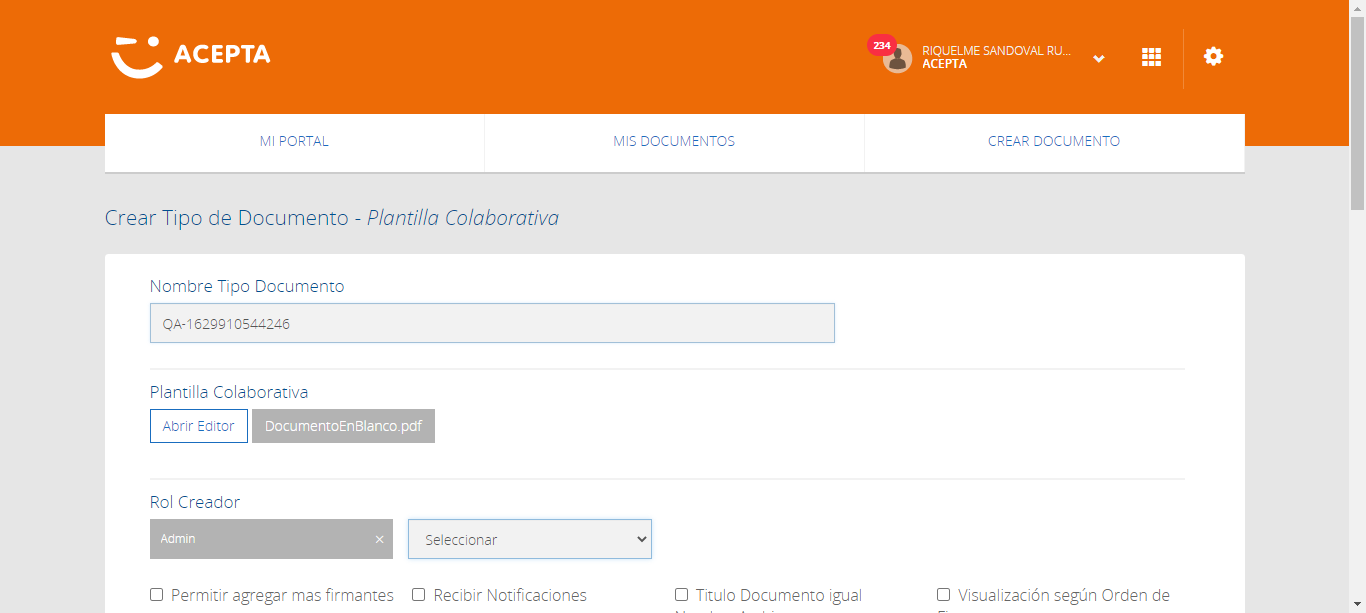 ACEPTA
234
RIQUELME SANDOVAL RU...
ACEPTA
MI PORTAL
MIS DOCUMENTOS
CREAR DOCUMENTO
Crear Tipo de Documento - Plantilla Colaborativa
Nombre Tipo Documento
QA-1629910544246
Plantilla Colaborativa
Abrir Editor
DocumentoEnBlanco.pdf
Rol Creador
Admin ×
Seleccionar
Permitir agregar mas firmantes
Recibir Notificaciones
Titulo Documento igual
Visualización según Orden de